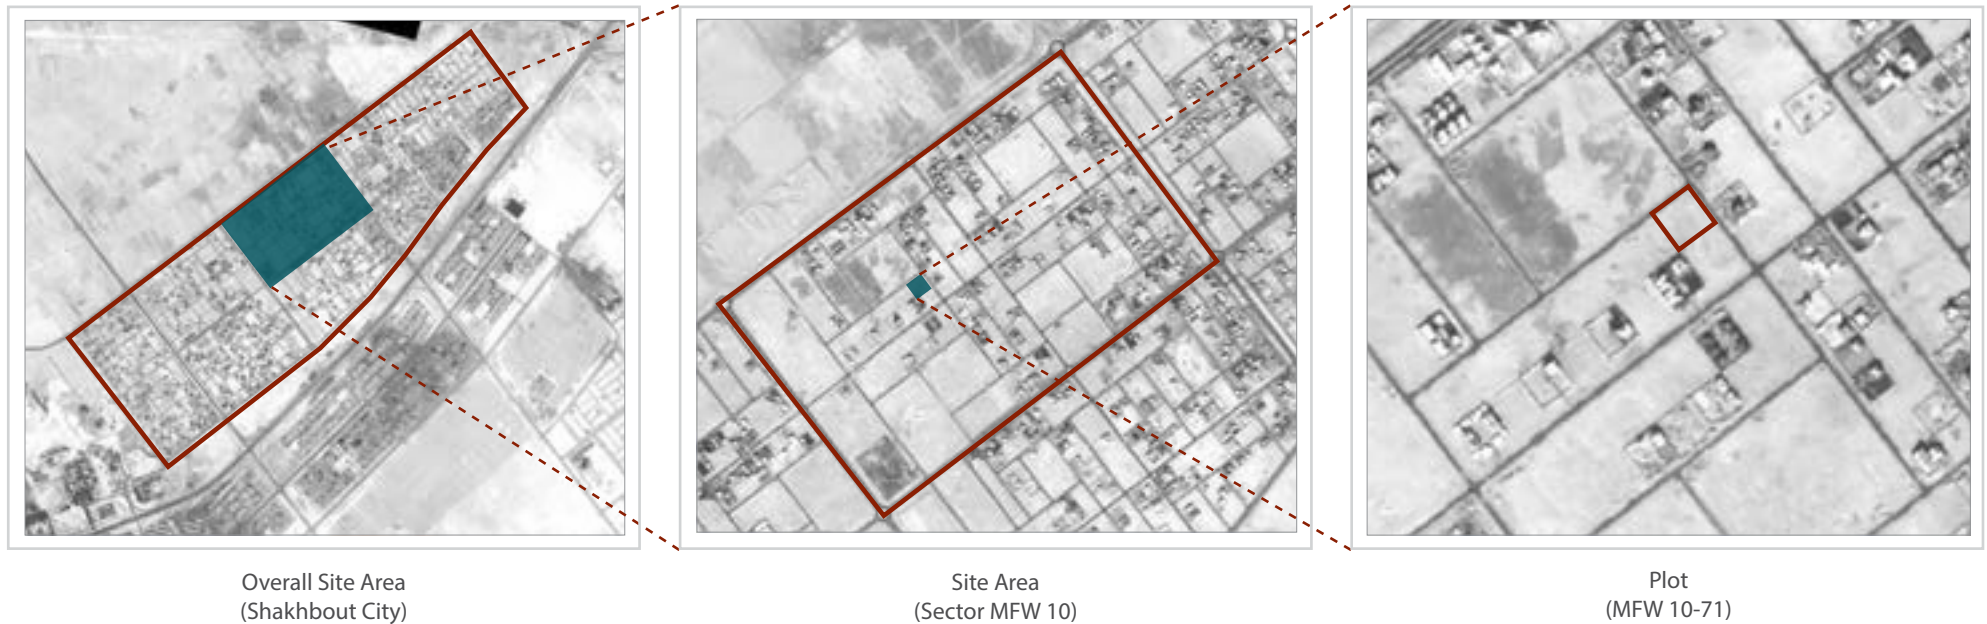 Overall Site Area
(Shakhbout City)
Site Area
(Sector MFW 10)
Plot
(MFW 10-71)